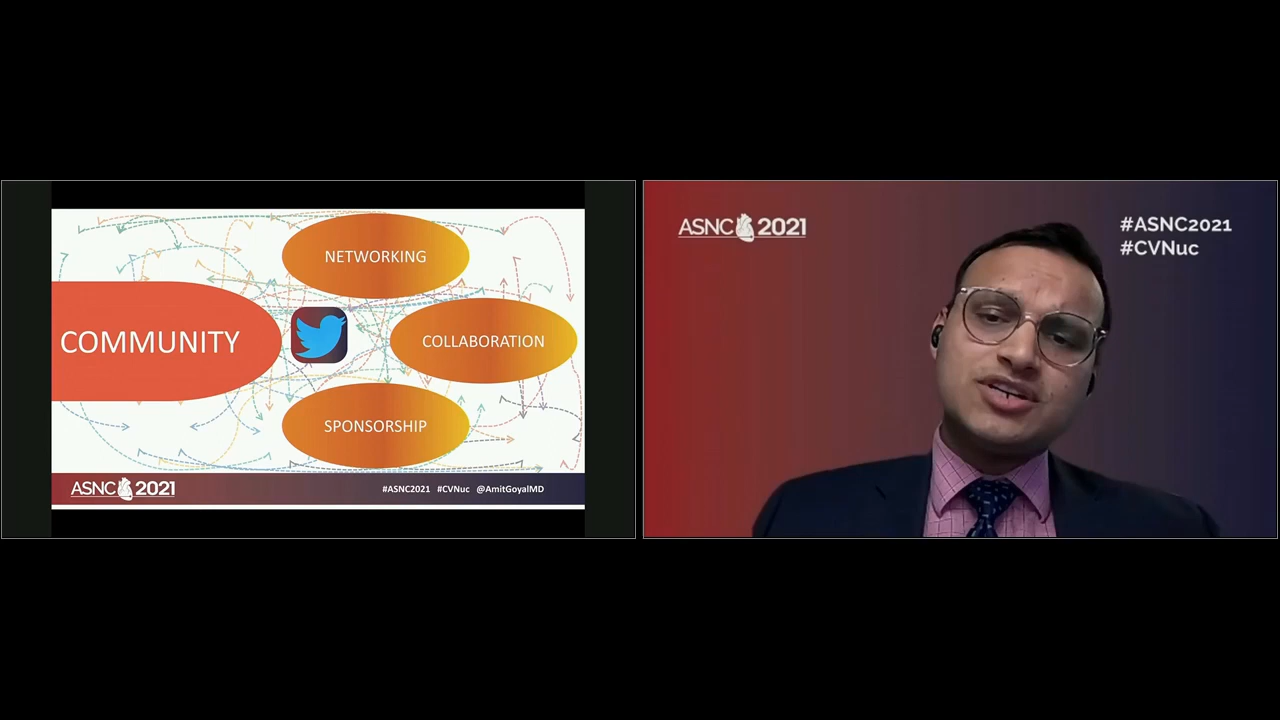 NETWORKING
COMMUNITY
COLLABORATION
SPONSORSHIP
ASNC 2021
#ASNC2021 #CVNuc @AmitGoyalMD
ASNC 2021
#ASNC2021
#CVNuc